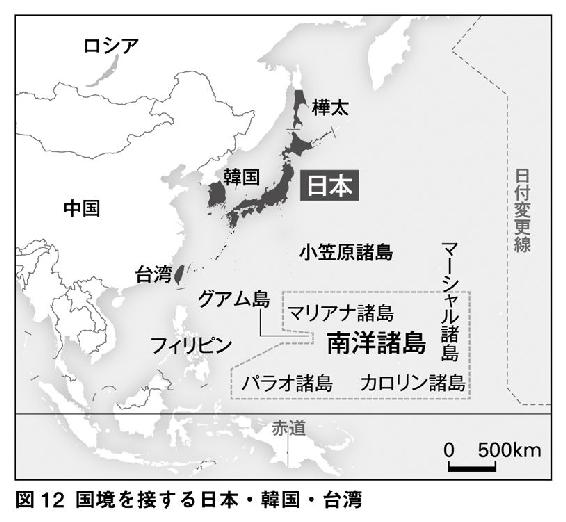 ロシア
樺太
韓国
日本
中国
日付変更線
小笠原諸島
台湾
マーシャル諸島
グアム島
マリアナ諸島
フィリピン
南洋諸島
パラオ諸島
カロリン諸島
赤道
0 500km
図12 国境を接する日本・韓国・台湾